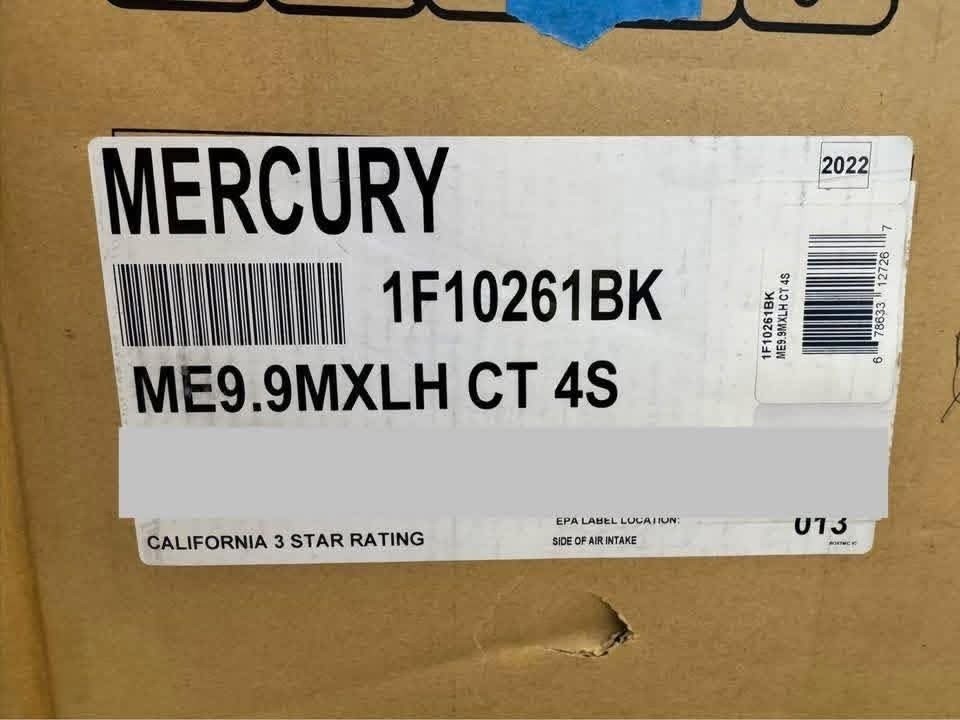 MERCURY
2022
1F10261BK
ME9.9MXLH CT 4S
1F10261BK
ME9.9MXLH CT 4S
6 78633 12726 7
EPA LABEL LOCATION:
013
CALIFORNIA 3 STAR RATING
SIDE OF AIR INTAKE